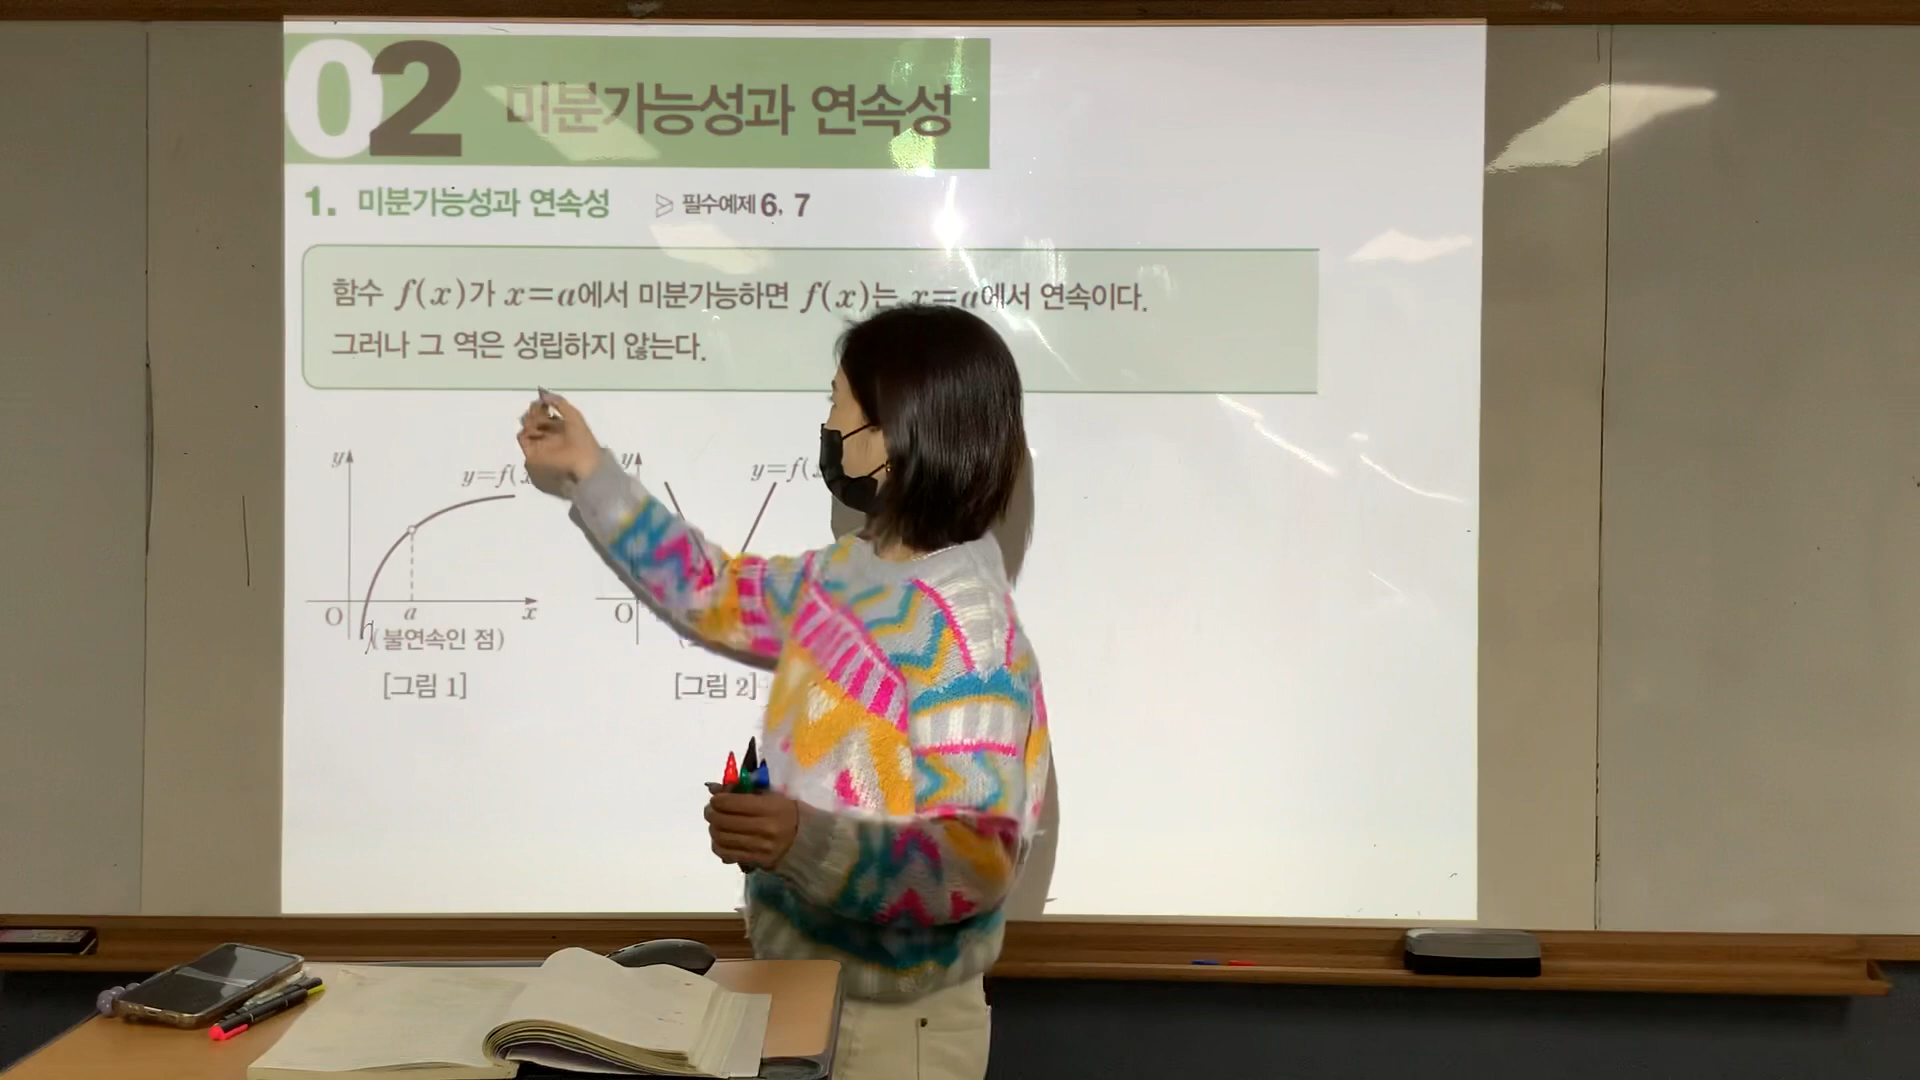 02 미분가능성과 연속성
1. 미분가능성과 연속성 ▷ 필수예제 6, 7
함수 f(x)가 x=a에서 미분가능하면 f(x)는 x=a에서 연속이다.
그러나 그 역은 성립하지 않는다.
y
y=f(
O
a
x
(불연속인 점)
[그림 1]
y
y=f(
O
[그림 2]